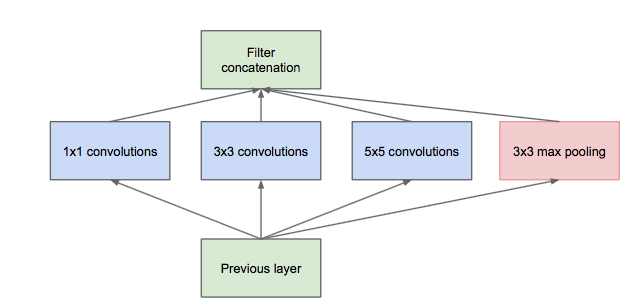 Filter
concatenation
1x1 convolutions
3x3 convolutions
5x5 convolutions
3x3 max pooling
Previous layer